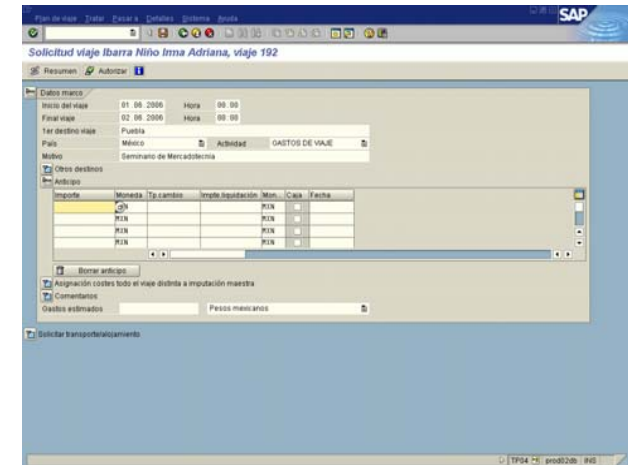 Plan de viaje Tratar Pasar a Detalles Sistema Ayuda
SAP
Solicitud viaje Ibarra Niño Irma Adriana, viaje 192
Resumen Autorizar
Datos marco
Inicio del viaje 01.06.2006 Hora 00:00
Final viaje 02.06.2006 Hora 00:00
1er destino viaje Puebla
País México Actividad GASTOS DE VIAJE
Motivo Seminario de Mercadotecnia
Otros destinos
Anticipo
Importe Moneda Tp.cambio Impte.liquidación Mon... Caja Fecha
MXN
MXN MXN
MXN MXN
MXN MXN
Borrar anticipo
Asignación costes todo el viaje distinta a imputación maestra
Comentarios
Gastos estimados Pesos mexicanos
Solicitar transporte/alojamiento
TP04 prod02db INS